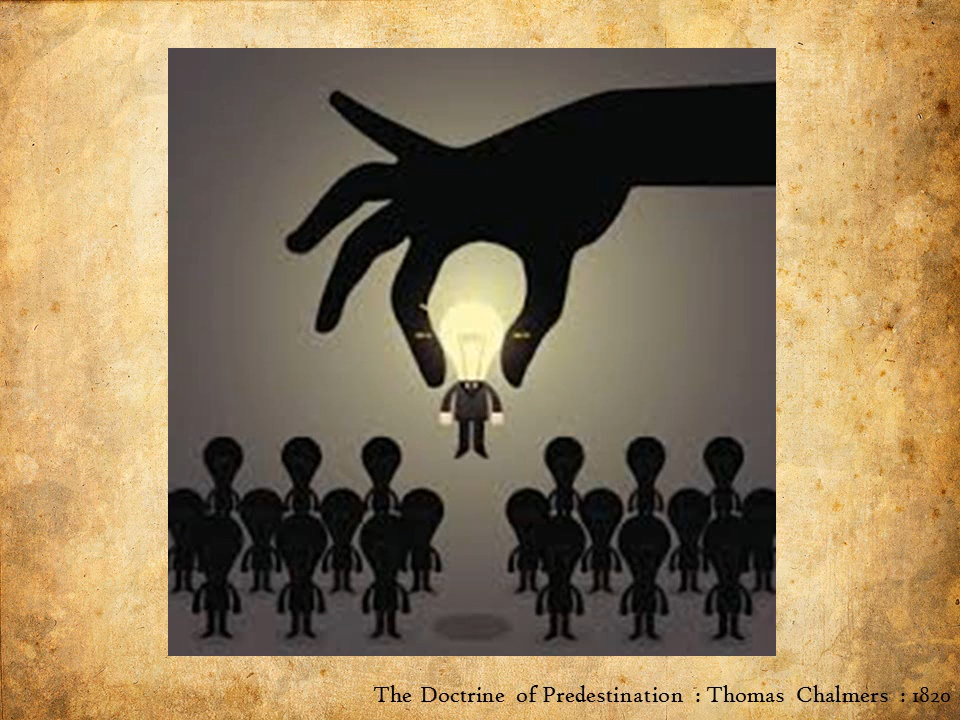 The Doctrine of Predestination : Thomas Chalmers : 1820